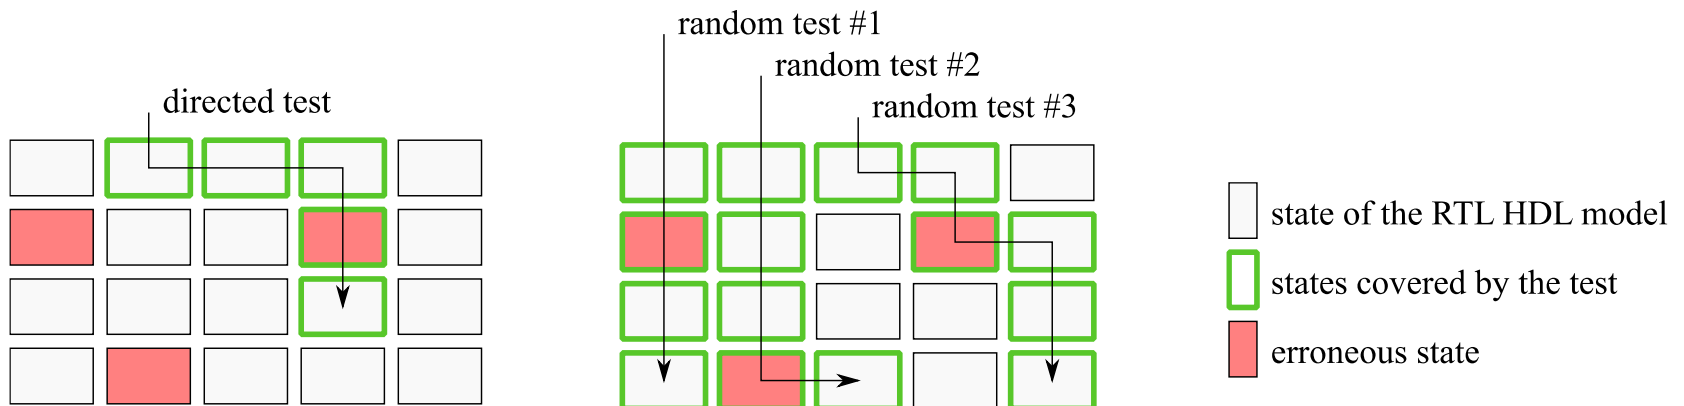 random test #1
random test #2
directed test
random test #3
state of the RTL HDL model
states covered by the test
erroneous state